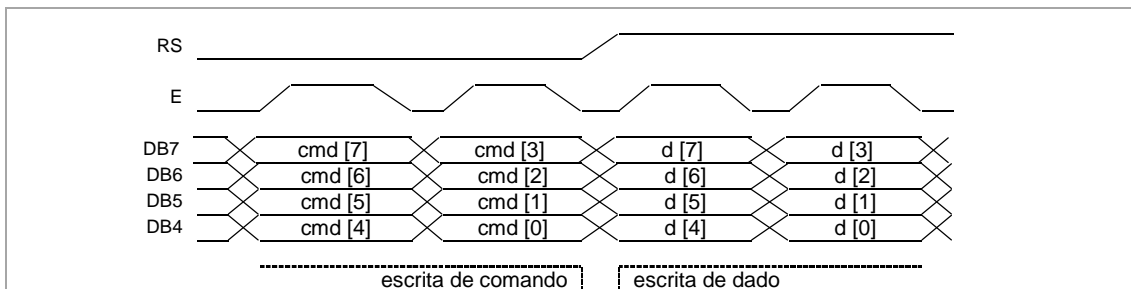 RS
E
DB7 cmd [7] cmd [3] d [7] d [3]
DB6 cmd [6] cmd [2] d [6] d [2]
DB5 cmd [5] cmd [1] d [5] d [1]
DB4 cmd [4] cmd [0] d [4] d [0]
escrita de comando escrita de dado